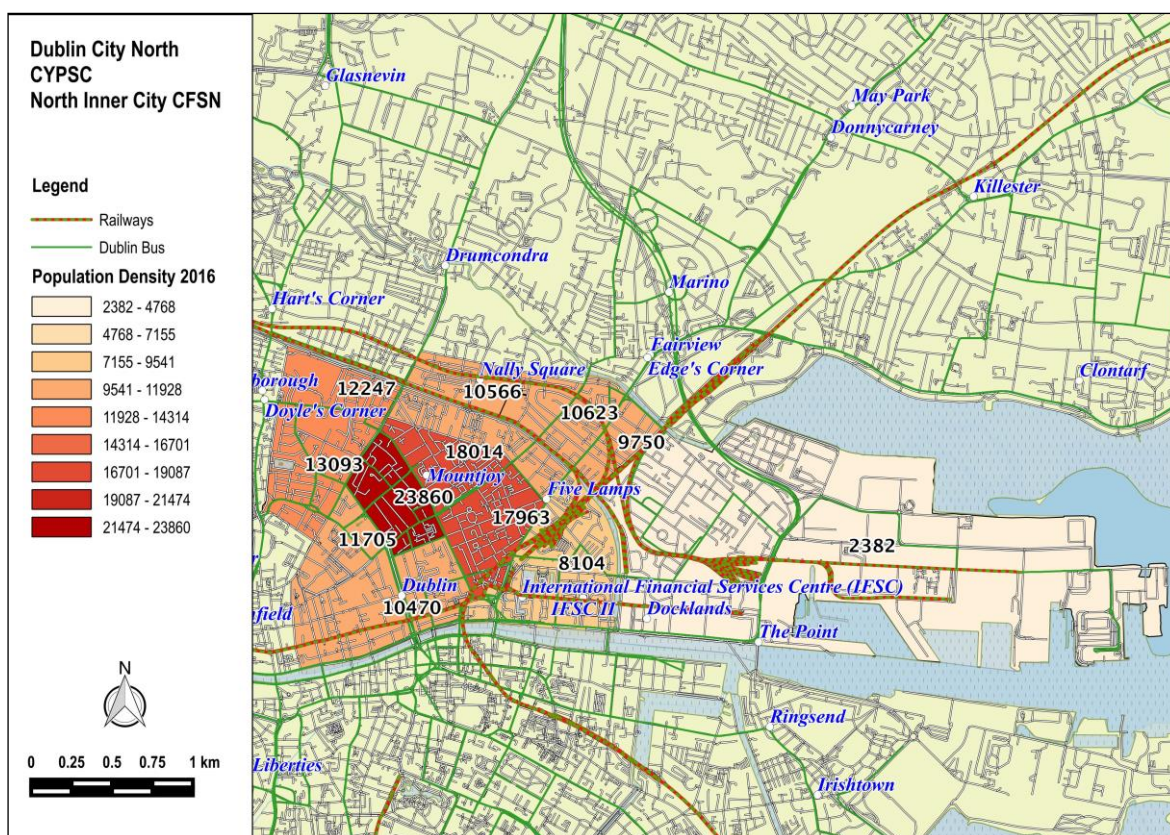 Dublin City North
CYPSC
North Inner City CFSN
Legend
Railways
Dublin Bus
Population Density 2016
2382 - 4768
4768 - 7155
7155 - 9541
9541 - 11928
11928 - 14314
14314 - 16701
16701 - 19087
19087 - 21474
21474 - 23860
N
0 0.25 0.5 0.75 1 km
Glasnevin
May Park
Donnycarney
Killester
Drumcondra
Marino
Hart's Corner
Fairview
Edge's Corner
Nally Square
Clontarf
borough
12247
10566
Doyle's Corner
10623
9750
18014
13093
Mountjoy
23860
Five Lamps
17963
11705
2382
8104
International Financial Services Centre (IFSC)
Dublin
10470
IFSC II
Docklands
field
The Point
Ringsend
Liberties
Irishtown